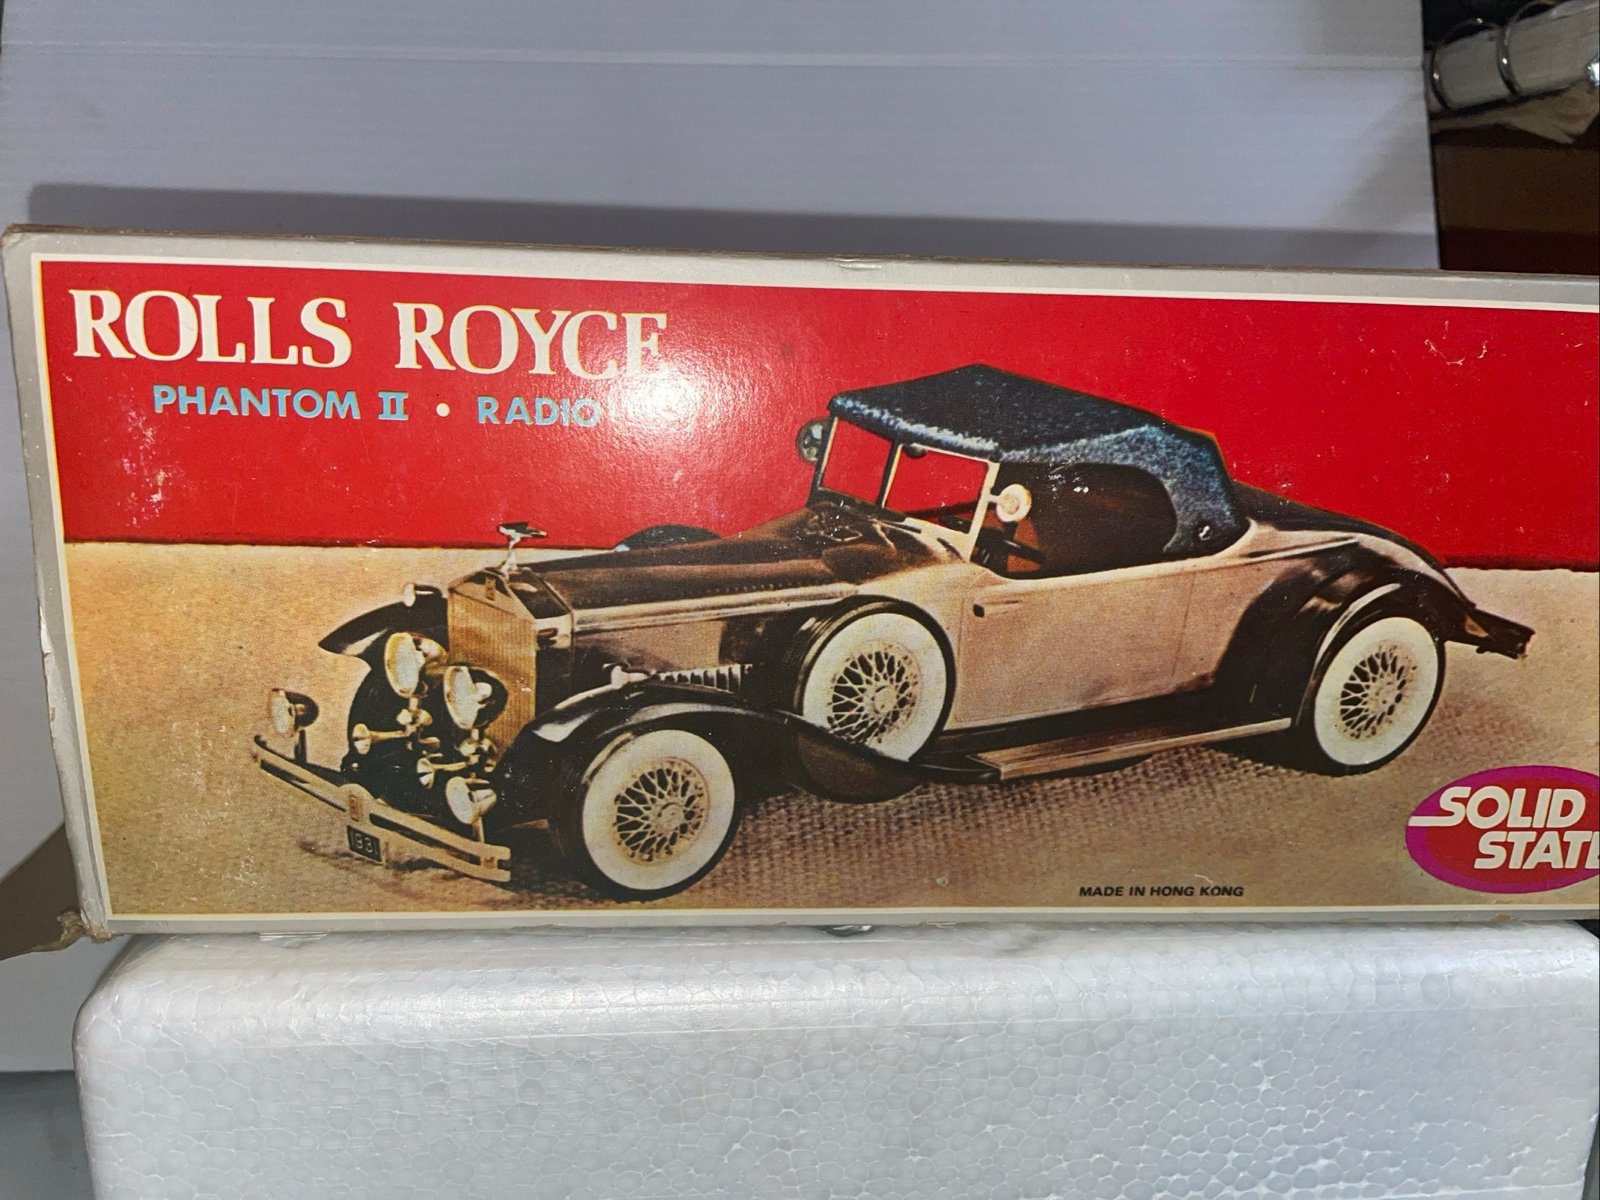 ROLLS ROYCE
PHANTOM II • RADIO
1931
MADE IN HONG KONG
SOLID
STATE